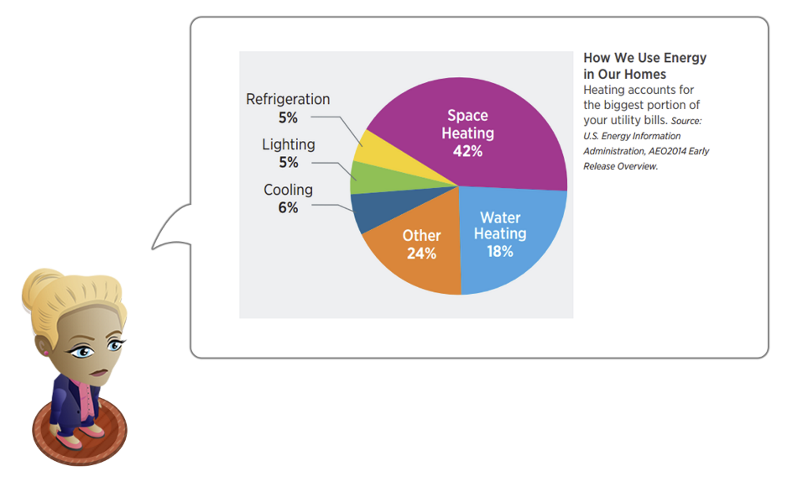 Refrigeration
5%
Lighting
5%
Cooling
6%
Space
Heating
42%
Water
Heating
18%
Other
24%
How We Use Energy
in Our Homes
Heating accounts for
the biggest portion of
your utility bills. Source:
U.S. Energy Information
Administration, AEO2014 Early
Release Overview.